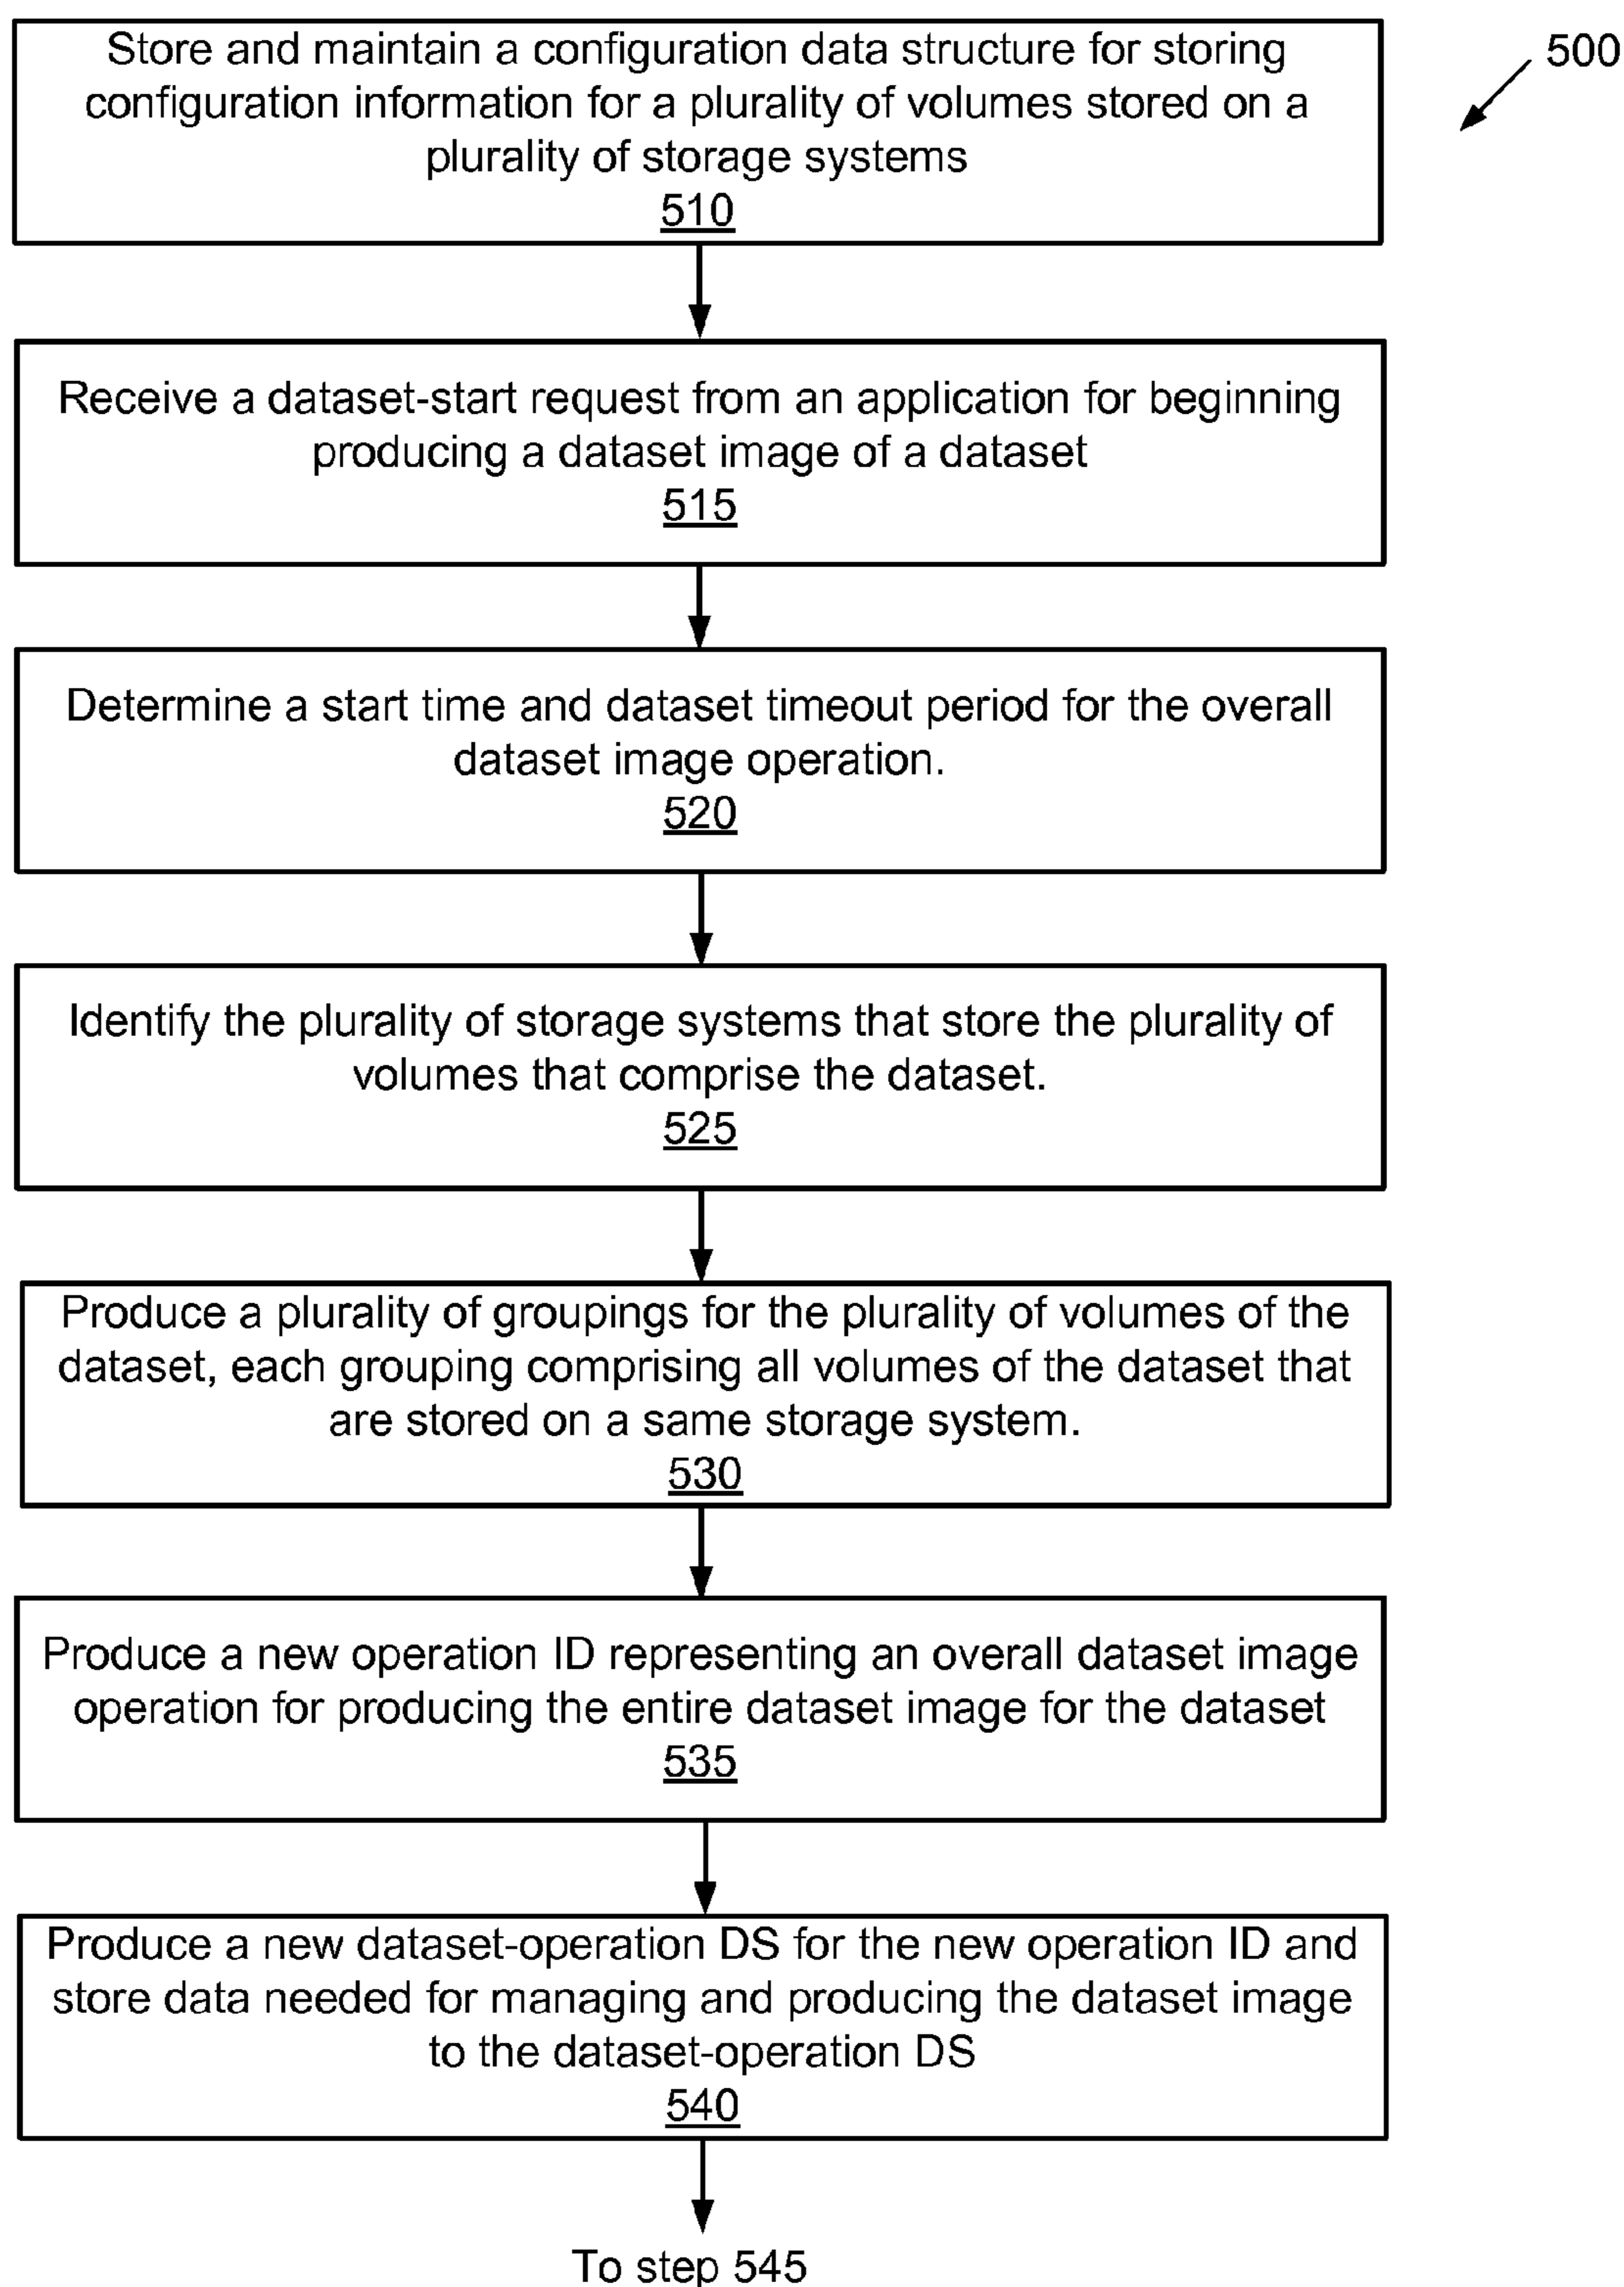 Store and maintain a configuration data structure for storing
configuration information for a plurality of volumes stored on a
plurality of storage systems
510
500
Receive a dataset-start request from an application for beginning
producing a dataset image of a dataset
515
Determine a start time and dataset timeout period for the overall
dataset image operation.
520
Identify the plurality of storage systems that store the plurality of
volumes that comprise the dataset.
525
Produce a plurality of groupings for the plurality of volumes of the
dataset, each grouping comprising all volumes of the dataset that
are stored on a same storage system.
530
Produce a new operation ID representing an overall dataset image
operation for producing the entire dataset image for the dataset
535
Produce a new dataset-operation DS for the new operation ID and
store data needed for managing and producing the dataset image
to the dataset-operation DS
540
To step 545